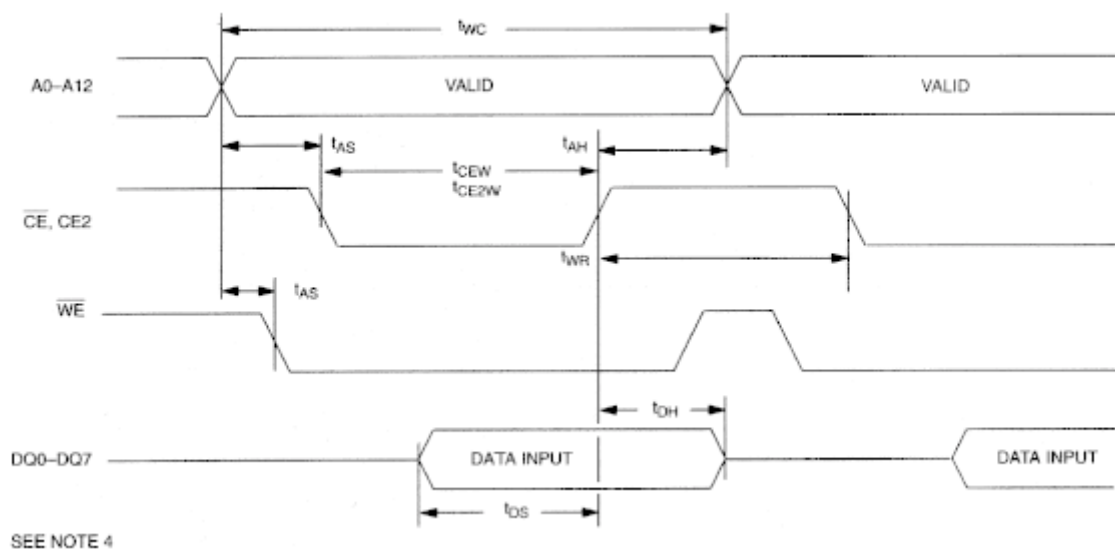 tWC
A0–A12 VALID VALID
tAS tCEW tAH
tCE2W
CE, CE2
tWR
tAS
WE
tDH
DQ0–DQ7 DATA INPUT DATA INPUT
tDS
SEE NOTE 4